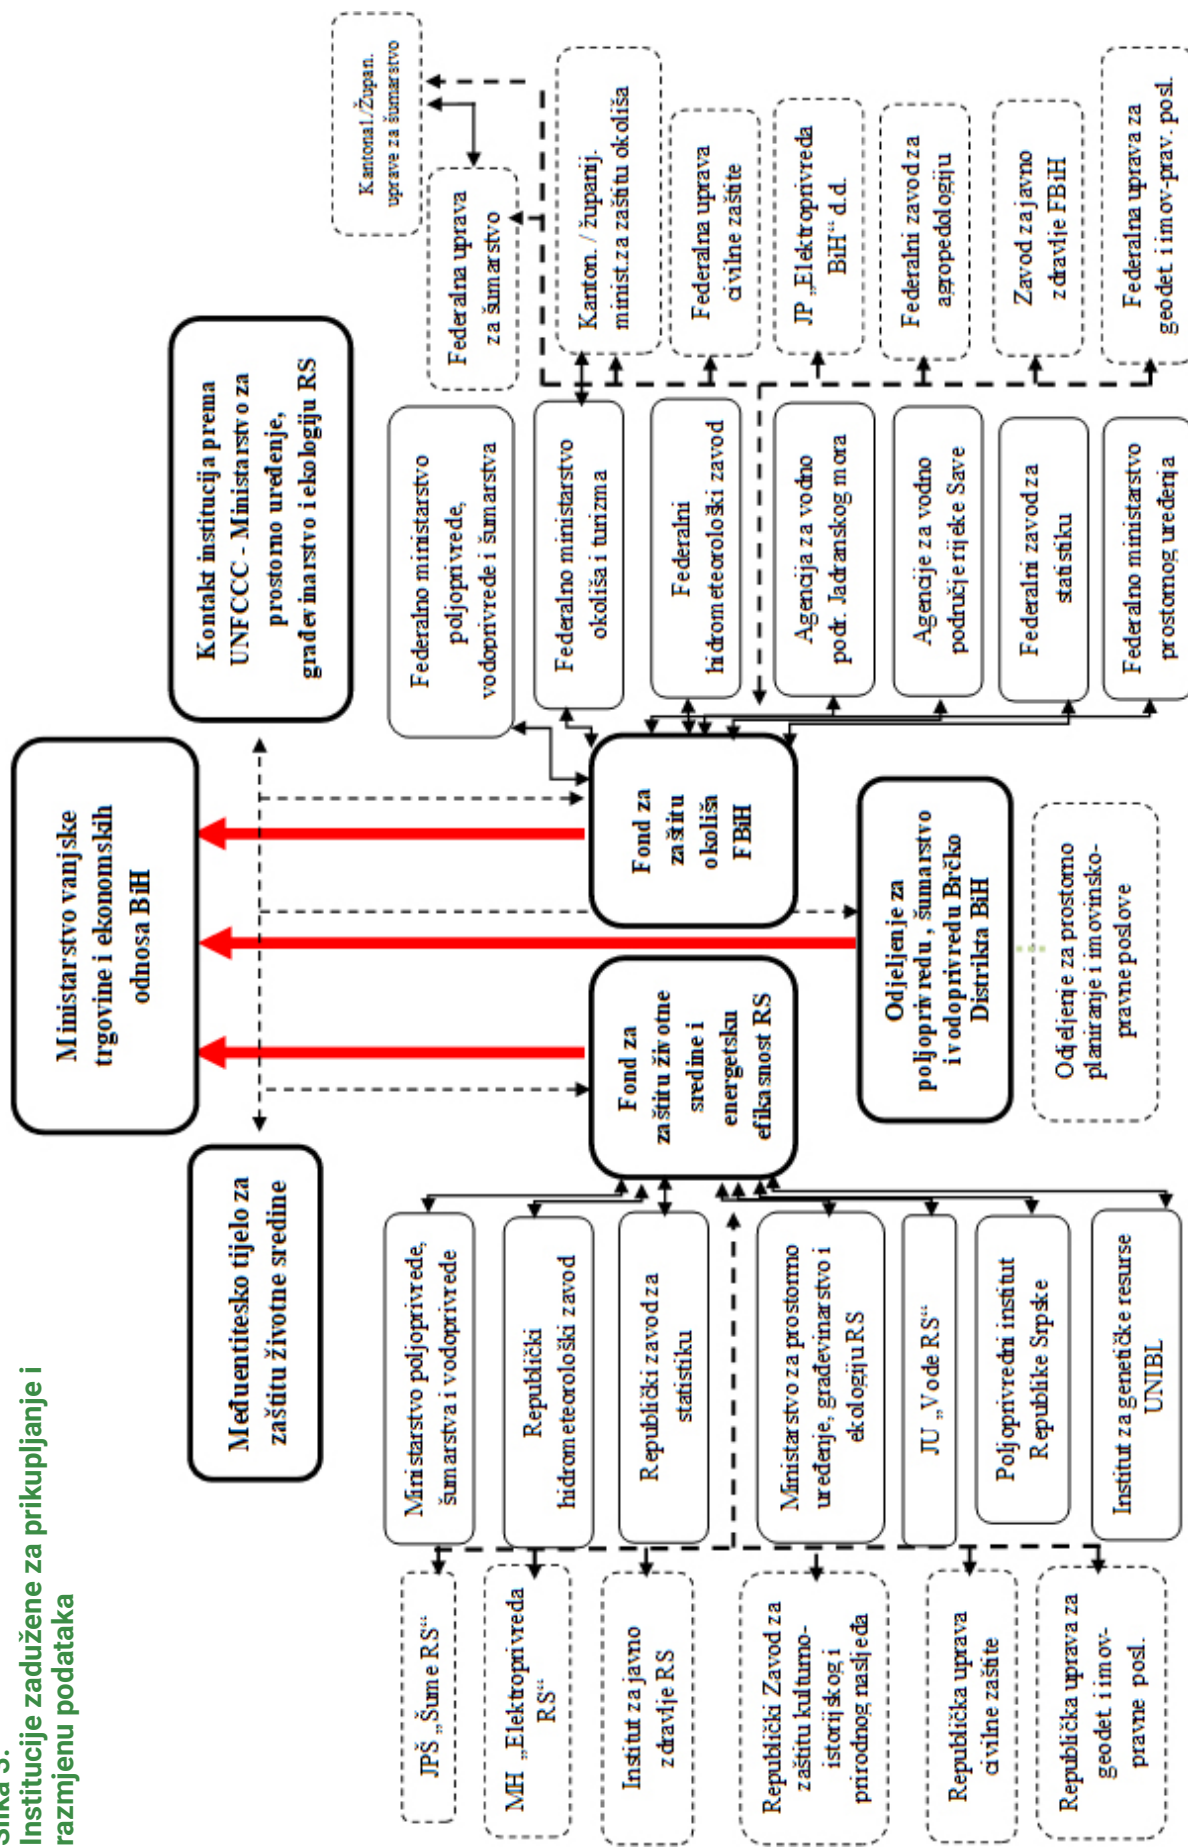 Slika 3.
Institucije zadužene za prikupljanje i
razmjenu podataka
Ministarstvo vanjske
trgovine i ekonomskih
odnosa BiH
Međuentitesko tijelo za
zaštitu životne sredine
Kontakt institucija prema
UNFCCC - Ministarstvo za
prostorno uređenje,
građevinarstvo i ekologiju RS
Fond za
zaštitu životne
sredine i
energetsku
efikasnost RS
Fond za
zaštitu
okoliša
FBiH
Odjeljenje za
poljoprivredu, šumarstvo
i vodoprivredu Brčko
Distrikta BiH
Odjeljenje za prostorno
planiranje i imovinsko-
pravne poslove
Ministarstvo poljoprivrede,
šumarstva i vodoprivrede
Republički
hidrometeorološki zavod
Republički zavod za
statistiku
Ministarstvo za prostorno
uređenje, građevinarstvo i
ekologiju RS
JU „Vode RS“
Poljoprivredni institut
Republike Srpske
Institut za genetičke resurse
UNIBL
JPŠ „Šume RS“
MH „Elektroprivreda
RS“
Institut za javno
zdravlje RS
Republički Zavod za
zaštitu kulturno-
istorijskog i
prirodnog nasljeđa
Republička uprava
civilne zaštite
Republička uprava za
geodet. i imov-
pravne posl.
Federalno ministarstvo
poljoprivrede,
vodoprivrede i šumarstva
Federalno ministarstvo
okoliša i turizma
Federalni
hidrometeorološki zavod
Agencija za vodno
podr. Jadranskog mora
Agencije za vodno
područje rijeke Save
Federalni zavod za
statistiku
Federalno ministarstvo
prostornog uređenja
Kantonal./Župan.
uprave za šumarstvo
Federalna uprava
za šumarstvo
Kanton. / županij.
minist.za zaštitu okoliša
Federalna uprava
civilne zaštite
JP „Elektroprivreda
BiH“ d.d.
Federalni zavod za
agropedologiju
Zavod za javno
zdravlje FBiH
Federalna uprava za
geodet. i imov-prav. posl.